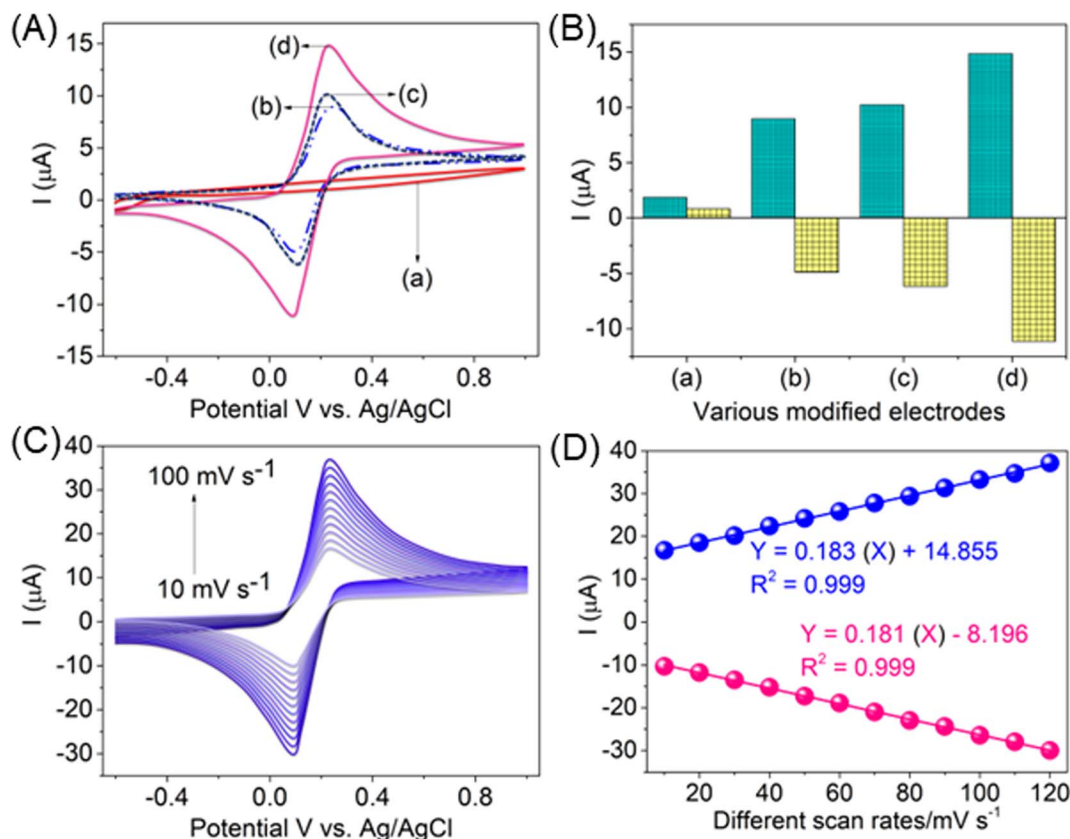 (A)
I (μA)
15
10
5
0
-5
-10
-15
(d)
(c)
(b)
(a)
-0.4 0.0 0.4 0.8
Potential V vs. Ag/AgCl
(B)
I (μA)
15
10
5
0
-5
-10
(a) (b) (c) (d)
Various modified electrodes
(C)
I (μA)
40
30
20
10
0
-10
-20
-30
100 mV s⁻¹
10 mV s⁻¹
-0.4 0.0 0.4 0.8
Potential V vs. Ag/AgCl
(D)
I (μA)
40
30
20
10
0
-10
-20
-30
Y = 0.183 (X) + 14.855
R² = 0.999
Y = 0.181 (X) - 8.196
R² = 0.999
20 40 60 80 100 120
Different scan rates/mV s⁻¹